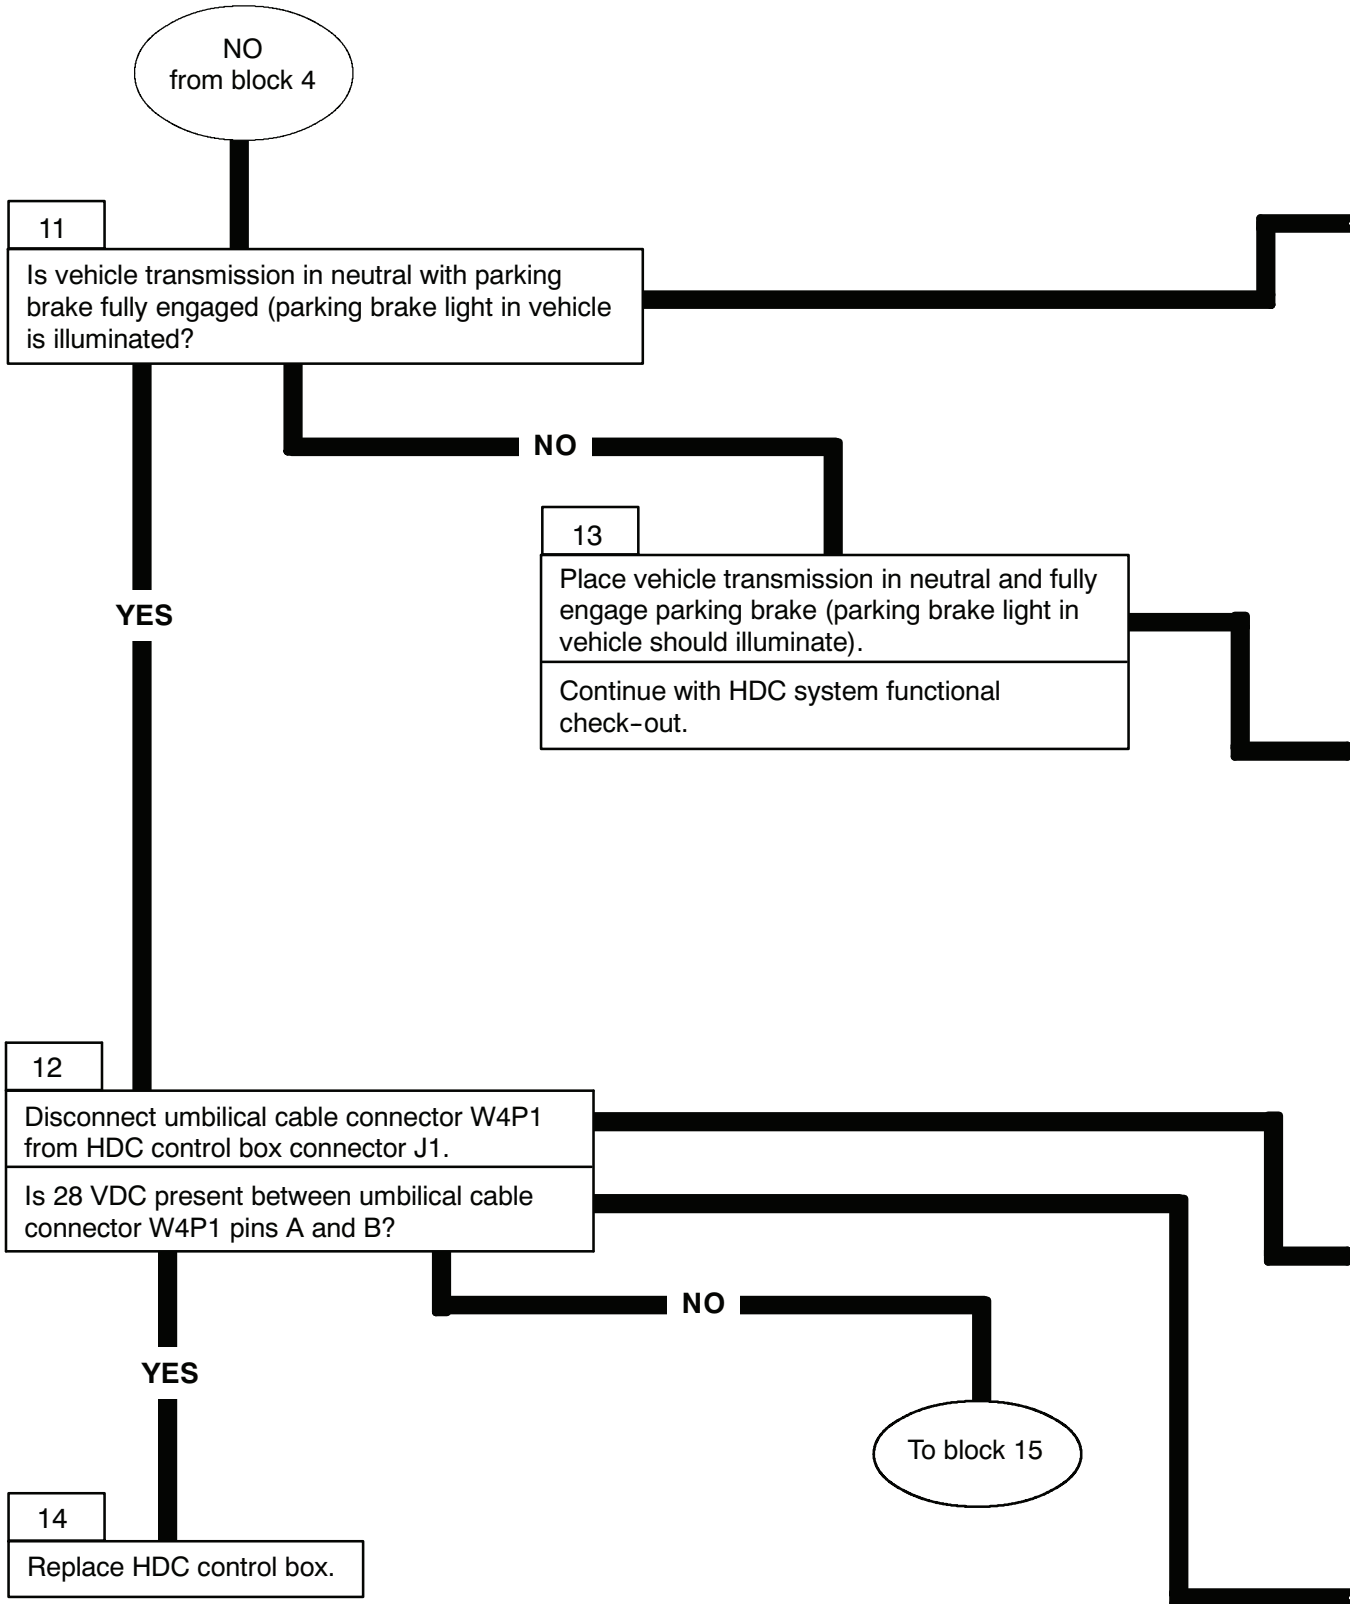 NO
from block 4
11
Is vehicle transmission in neutral with parking
brake fully engaged (parking brake light in vehicle
is illuminated?
NO
13
Place vehicle transmission in neutral and fully
engage parking brake (parking brake light in
vehicle should illuminate).
Continue with HDC system functional
check-out.
YES
12
Disconnect umbilical cable connector W4P1
from HDC control box connector J1.
Is 28 VDC present between umbilical cable
connector W4P1 pins A and B?
NO
YES
To block 15
14
Replace HDC control box.